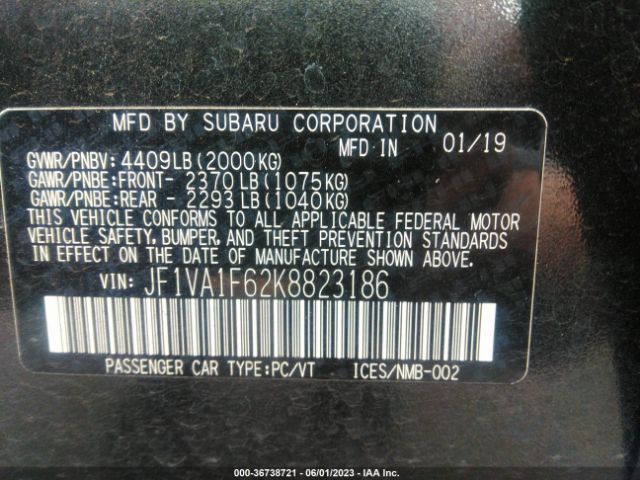 MFD BY SUBARU CORPORATION
GVWR/PNBV: 4409LB(2000KG) MFD IN 01/19
GAWR/PNBE:FRONT- 2370 LB(1075KG)
GAWR/PNBE:REAR - 2293 LB(1040KG)
THIS VEHICLE CONFORMS TO ALL APPLICABLE FEDERAL MOTOR
VEHICLE SAFETY, BUMPER, AND THEFT PREVENTION STANDARDS
IN EFFECT ON THE DATE OF MANUFACTURE SHOWN ABOVE.
VIN: JF1VA1F62K8823186
PASSENGER CAR TYPE:PC/VT ICES/NMB-002
000-36738721 - 06/01/2023 - IAA Inc.